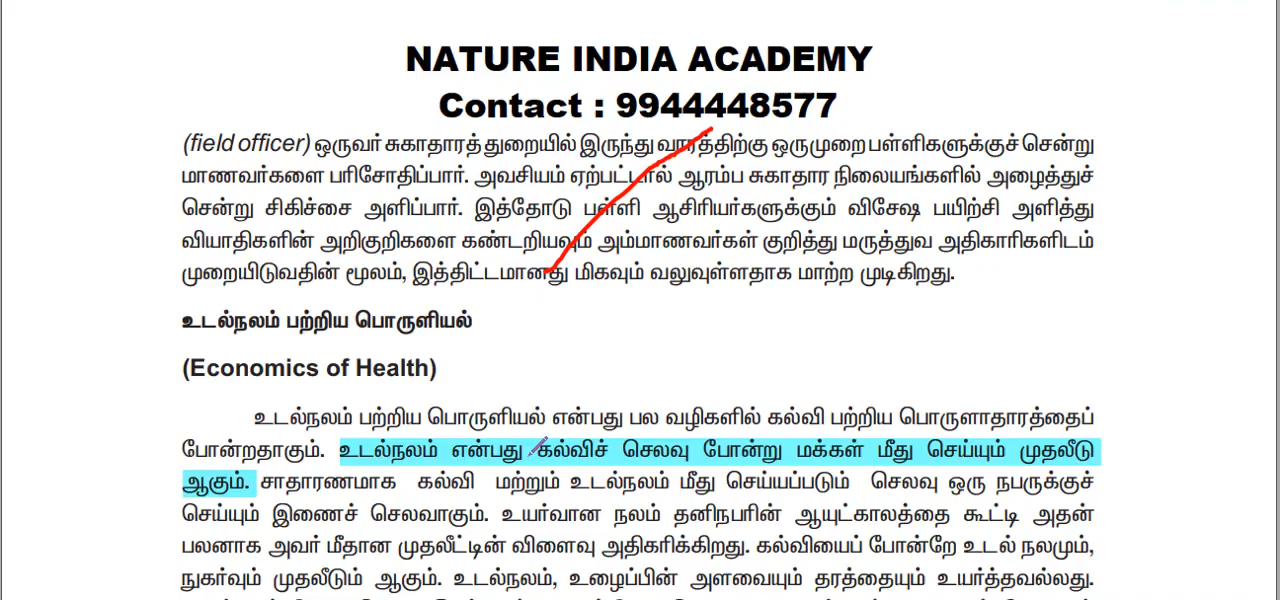 NATURE INDIA ACADEMY
Contact : 9944448577
(field officer) ஒருவர் சுகாதாரத் துறையில் இருந்து வாரத்திற்கு ஒருமுறை பள்ளிகளுக்குச் சென்று
மாணவர்களை பரிசோதிப்பார். அவசியம் ஏற்பட்டால் ஆரம்ப சுகாதார நிலையங்களில் அழைத்துச்
சென்று சிகிச்சை அளிப்பார். இத்தோடு பள்ளி ஆசிரியர்களுக்கும் விசேஷ பயிற்சி அளித்து
வியாதிகளின் அறிகுறிகளை கண்டறியவும் அம்மாணவர்கள் குறித்து மருத்துவ அதிகாரிகளிடம்
முறையிடுவதின் மூலம், இத்திட்டமானது மிகவும் வலுவுள்ளதாக மாற்ற முடிகிறது.
உடல்நலம் பற்றிய பொருளியல்
(Economics of Health)
உடல்நலம் பற்றிய பொருளியல் என்பது பல வழிகளில் கல்வி பற்றிய பொருளாதாரத்தைப்
போன்றதாகும். உடல்நலம் என்பது கல்விச் செலவு போன்று மக்கள் மீது செய்யும் முதலீடு
ஆகும். சாதாரணமாக கல்வி மற்றும் உடல்நலம் மீது செய்யப்படும் செலவு ஒரு நபருக்குச்
செய்யும் இணைச் செலவாகும். உயர்வான நலம் தனிநபரின் ஆயுட்காலத்தை கூட்டி அதன்
பலனாக அவர் மீதான முதலீட்டின் விளைவு அதிகரிக்கிறது. கல்வியைப் போன்றே உடல் நலமும்,
நுகர்வும் முதலீடும் ஆகும். உடல்நலம், உழைப்பின் அளவையும் தரத்தையும் உயர்த்தவல்லது.